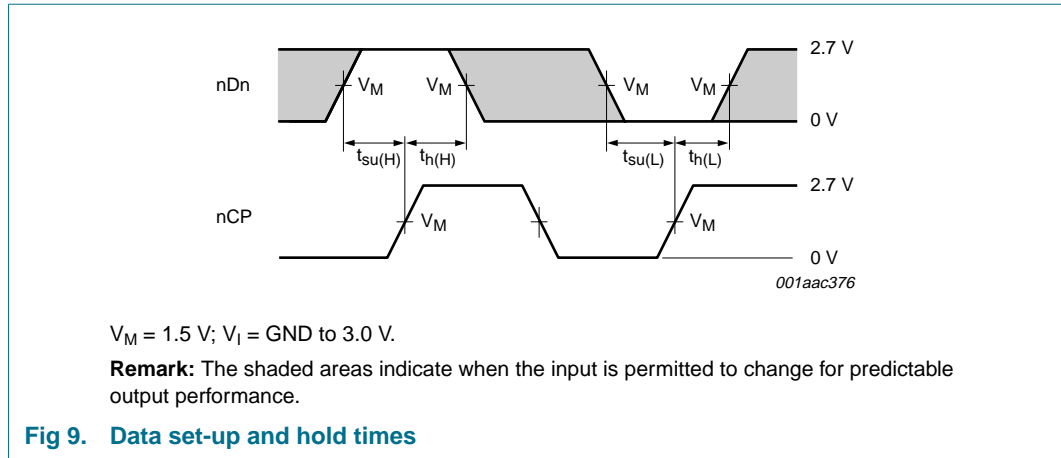 2.7 V
nDn
VM
VM
VM
VM
0 V
tsu(H)
th(H)
tsu(L)
th(L)
2.7 V
nCP
VM
VM
0 V
001aac376
VM = 1.5 V; VI = GND to 3.0 V.
Remark: The shaded areas indicate when the input is permitted to change for predictable
output performance.
Fig 9. Data set-up and hold times